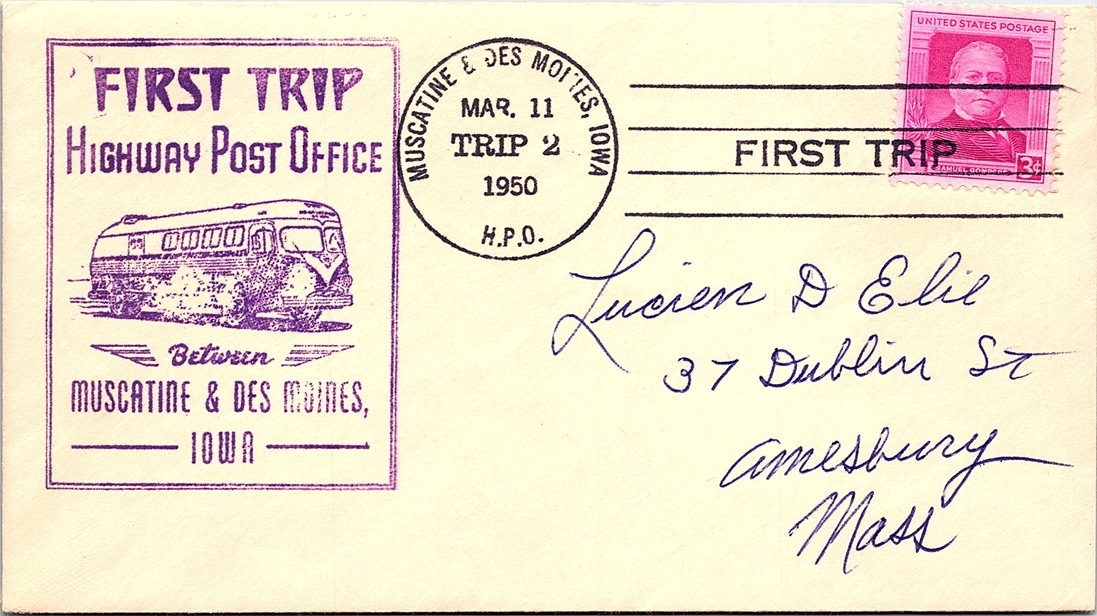 FIRST TRIP
HIGHWAY POST OFFICE
Between
MUSCATINE & DES MOINES,
IOWA
MUSCATINE & DES MOINES, IOWA
MAR. 11
TRIP 2
1950
H.P.O.
FIRST TRIP
UNITED STATES POSTAGE
SAMUEL GOMPERS
3¢
Lucien D Elie
37 Dublin St
Amesbury
Mass